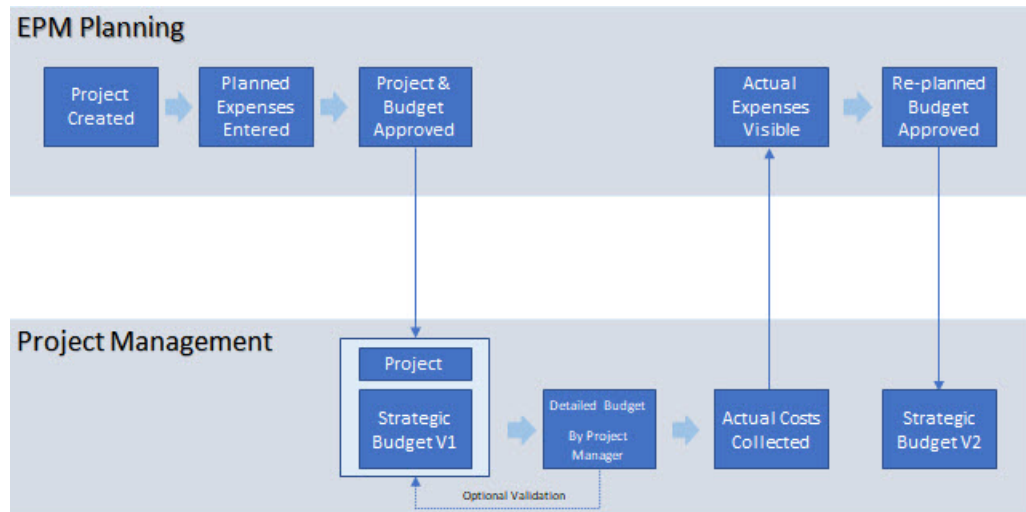 EPM Planning
Project
Created
Planned
Expenses
Entered
Project &
Budget
Approved
Actual
Expenses
Visible
Re-planned
Budget
Approved
Project Management
Project
Strategic
Budget V1
Detailed Budget
By Project
Manager
Actual Costs
Collected
Strategic
Budget V2
Optional Validation